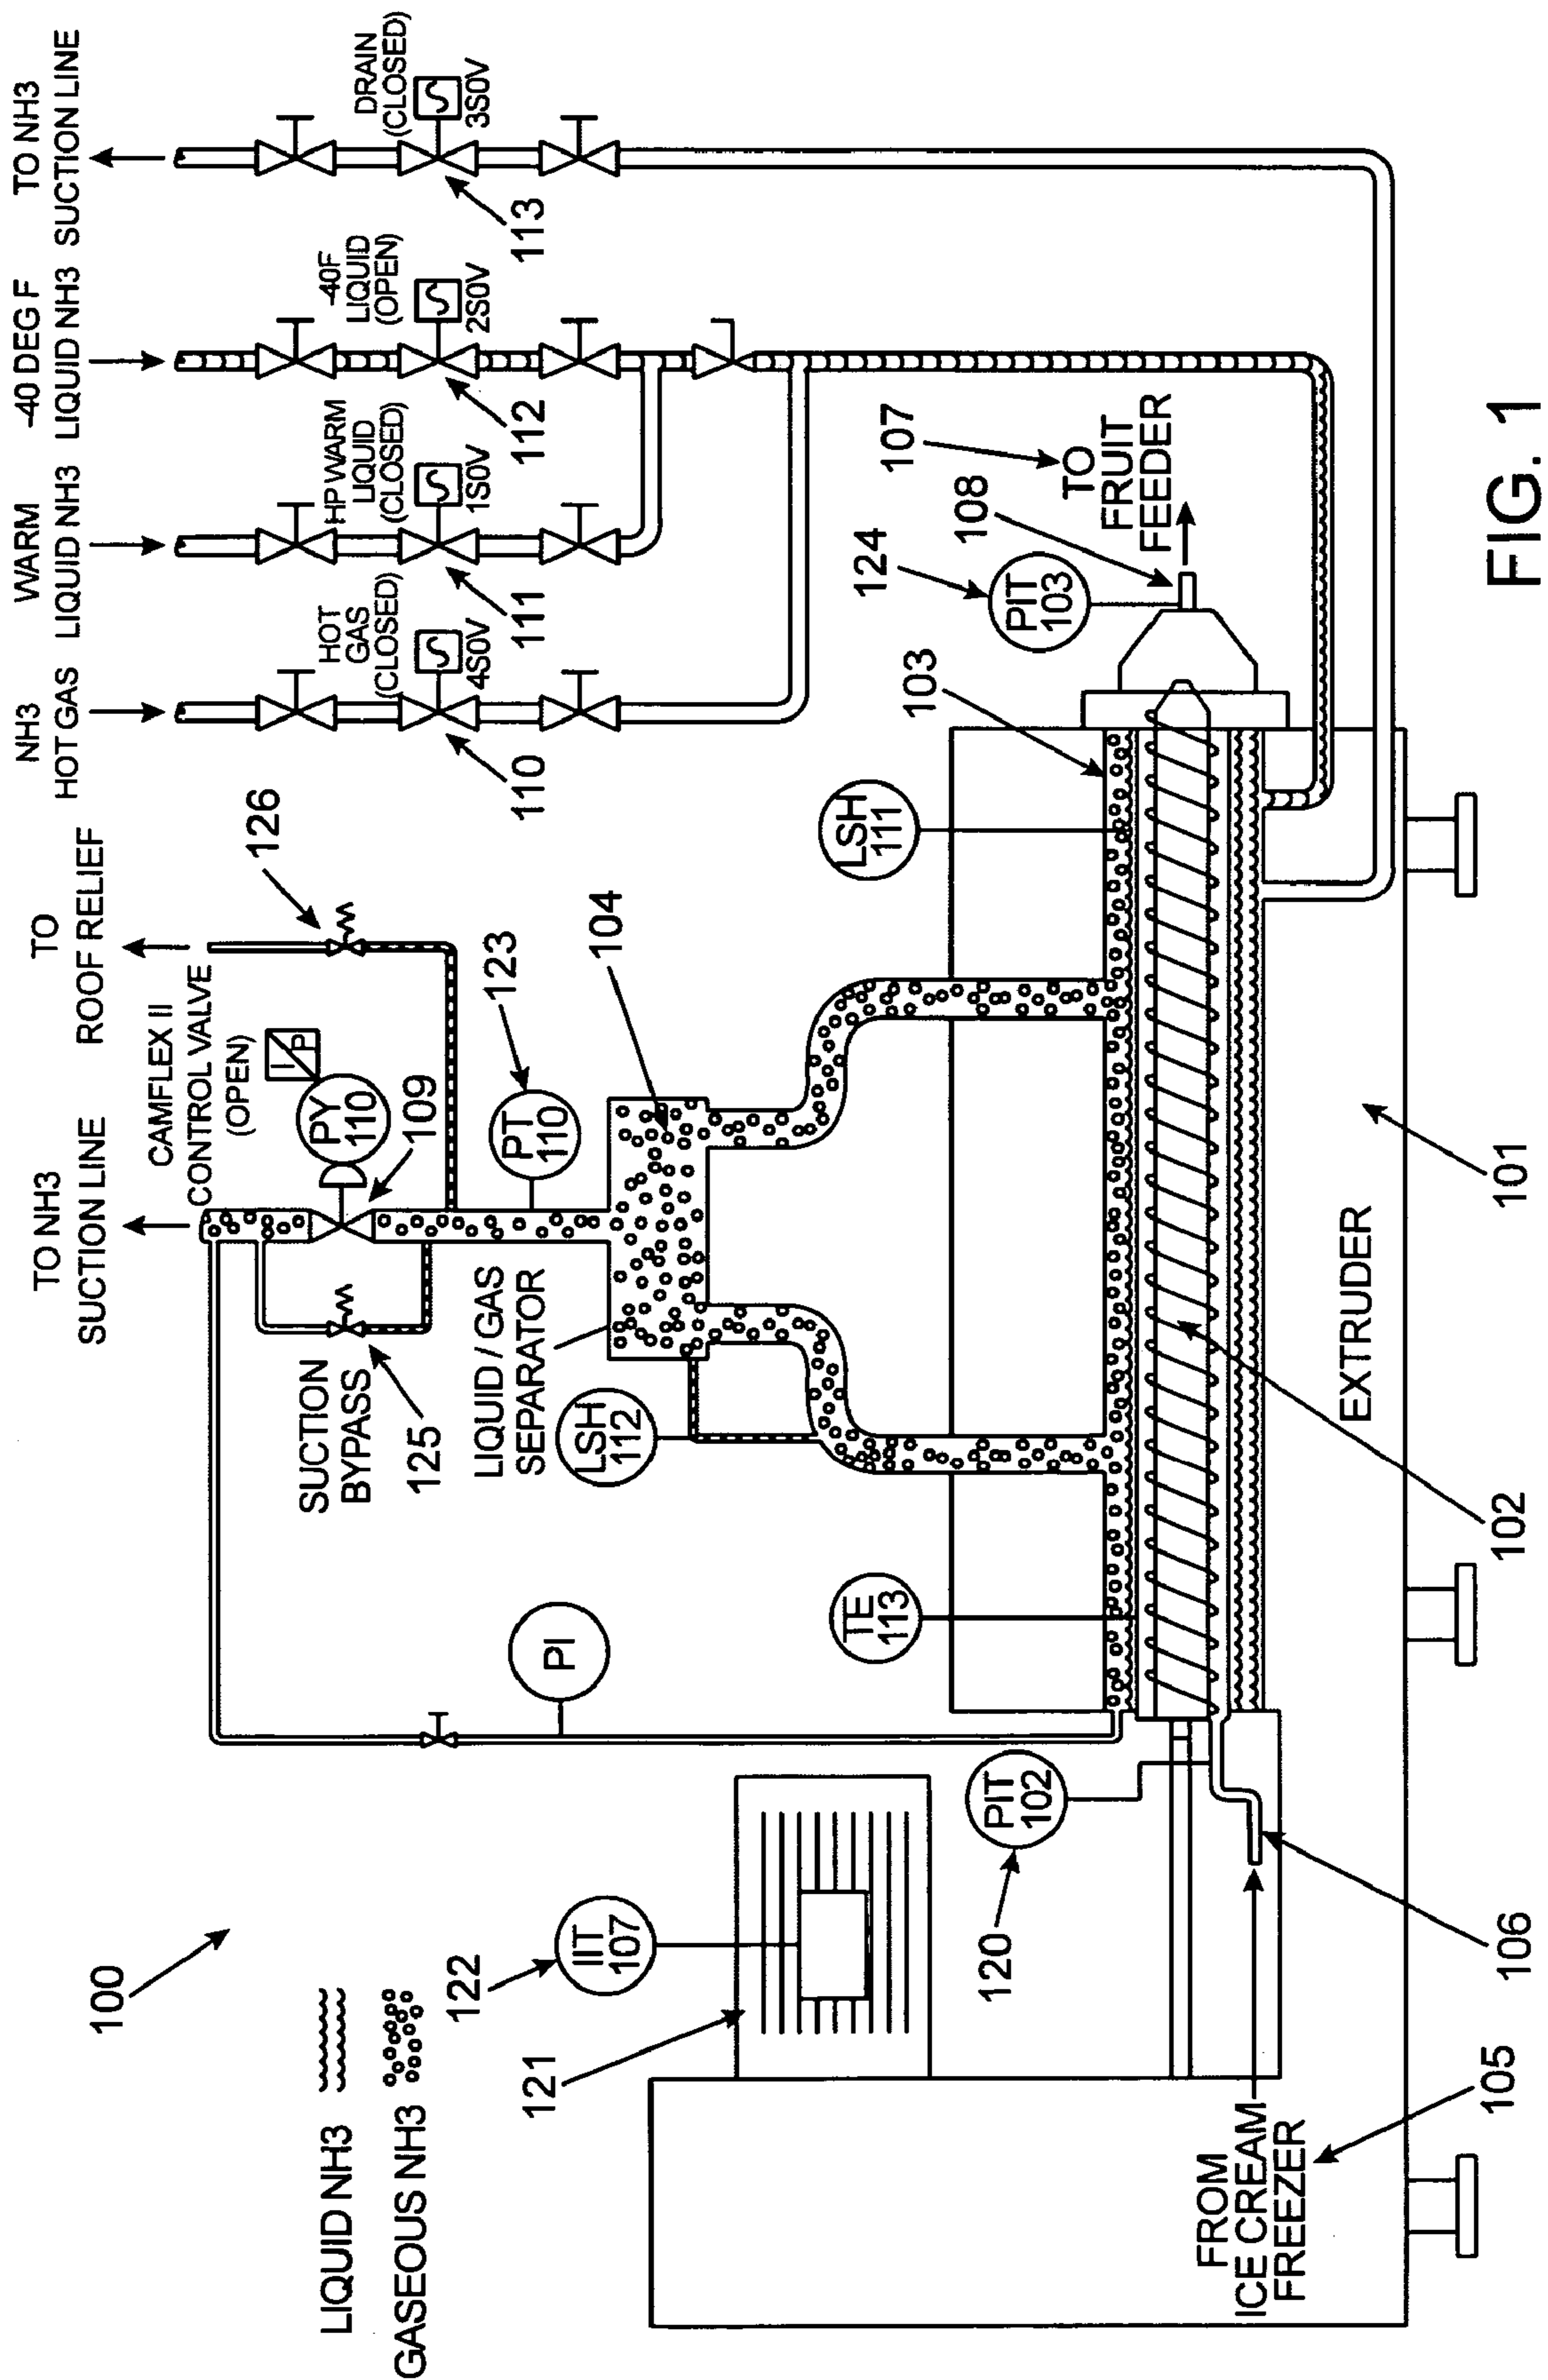 NH3
HOT GAS
WARM
LIQUID NH3
-40 DEG F
LIQUID NH3
TO NH3
SUCTION LINE
HOT
GAS
(CLOSED)
4S0V
110
HP WARM
LIQUID
(CLOSED)
1S0V
111
-40F
LIQUID
(OPEN)
2S0V
112
DRAIN
(CLOSED)
3S0V
113
TO NH3
SUCTION LINE
CAMFLEX II
CONTROL VALVE
(OPEN)
TO
ROOF RELIEF
I
P
PY
110
109
126
SUCTION
BYPASS
125
PT
110
123
LIQUID / GAS
SEPARATOR
104
LSH
112
PI
100
LIQUID NH3
GASEOUS NH3
IIT
107
122
121
TE
113
LSH
111
103
PIT
103
124
108
107
TO
FRUIT
FEEDER
PIT
102
120
106
FROM
ICE CREAM
FREEZER
105
102
EXTRUDER
101
FIG. 1